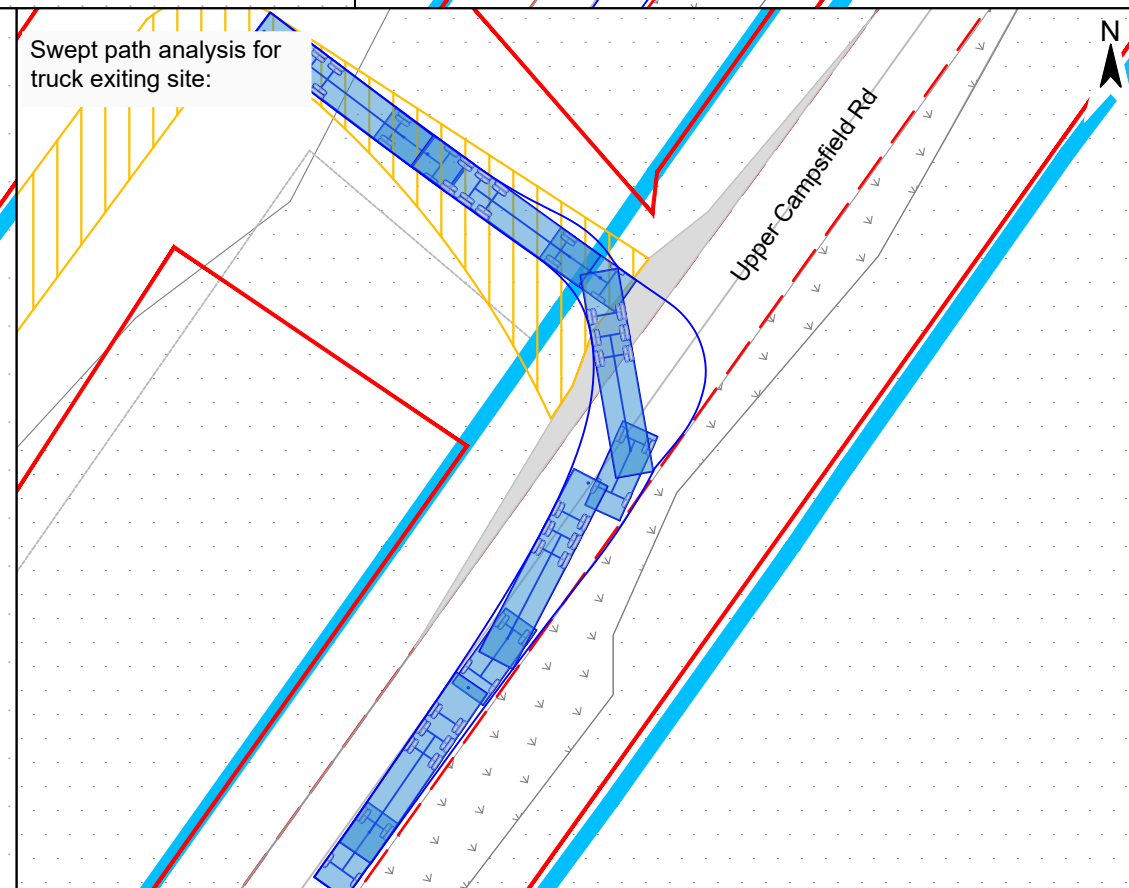 Swept path analysis for
truck exiting site:
N
Upper Campsfield Rd